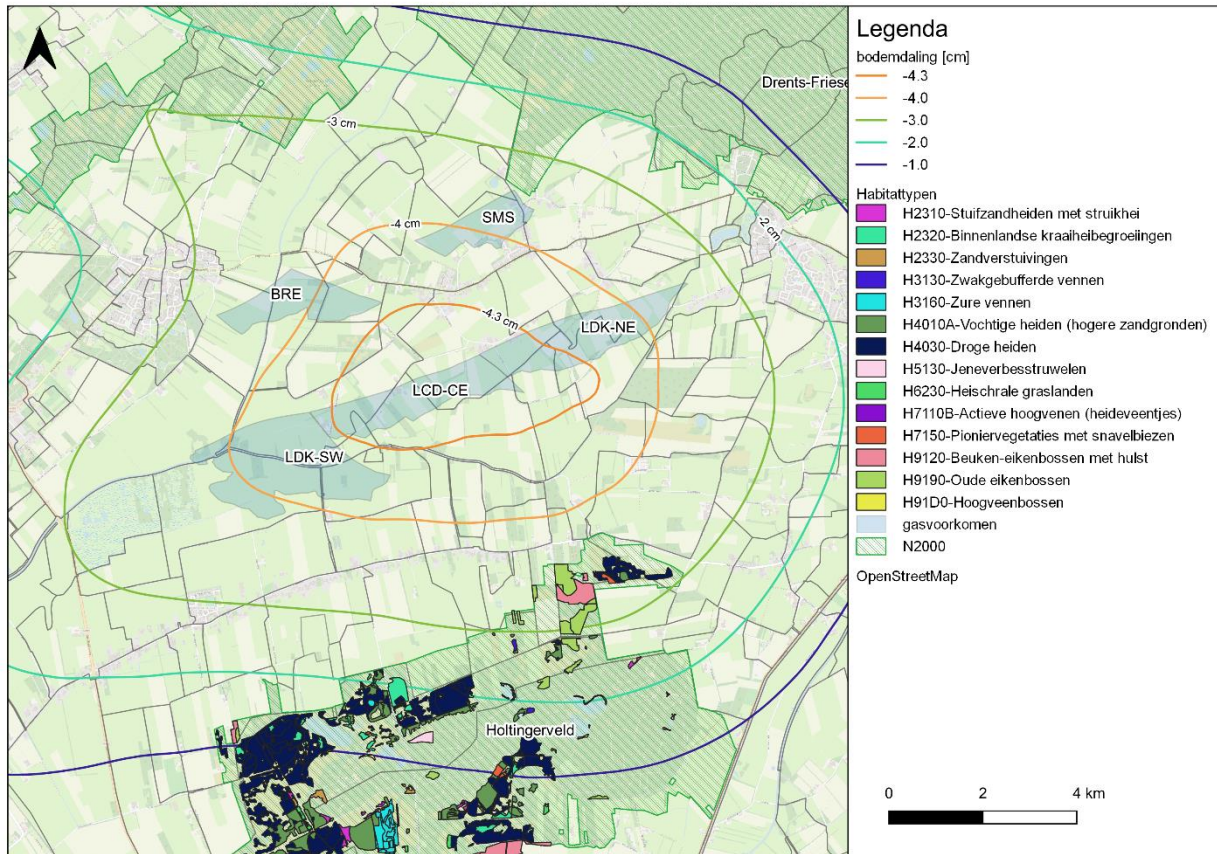 Drents-Friese
-3 cm
-4 cm
SMS
-2 cm
BRE
-4.3 cm
LDK-NE
LCD-CE
LDK-SW
Holtingerveld
Legenda
bodemdaling [cm]
-4.3
-4.0
-3.0
-2.0
-1.0
Habitattypen
H2310-Stuifzandheiden met struikhei
H2320-Binnenlandse kraaiheibegroeiingen
H2330-Zandverstuivingen
H3130-Zwakgebufferde vennen
H3160-Zure vennen
H4010A-Vochtige heiden (hogere zandgronden)
H4030-Droge heiden
H5130-Jeneverbesstruwelen
H6230-Heischrale graslanden
H7110B-Actieve hoogvenen (heideveentjes)
H7150-Pioniervegetaties met snavelbiezen
H9120-Beuken-eikenbossen met hulst
H9190-Oude eikenbossen
H91D0-Hoogveenbossen
gasvoorkomen
N2000
OpenStreetMap
0 2 4 km